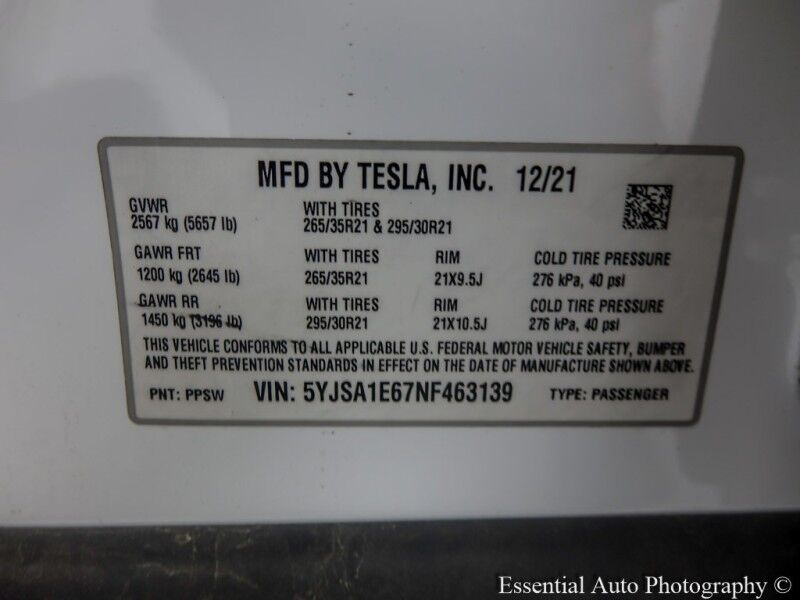 MFD BY TESLA, INC. 12/21
GVWR WITH TIRES
2567 kg (5657 lb) 265/35R21 & 295/30R21
GAWR FRT WITH TIRES RIM COLD TIRE PRESSURE
1200 kg (2645 lb) 265/35R21 21X9.5J 276 kPa, 40 psi
GAWR RR WITH TIRES RIM COLD TIRE PRESSURE
1450 kg (3196 lb) 295/30R21 21X10.5J 276 kPa, 40 psi
THIS VEHICLE CONFORMS TO ALL APPLICABLE U.S. FEDERAL MOTOR VEHICLE SAFETY, BUMPER
AND THEFT PREVENTION STANDARDS IN EFFECT ON THE DATE OF MANUFACTURE SHOWN ABOVE.
PNT: PPSW VIN: 5YJSA1E67NF463139 TYPE: PASSENGER
Essential Auto Photography ©